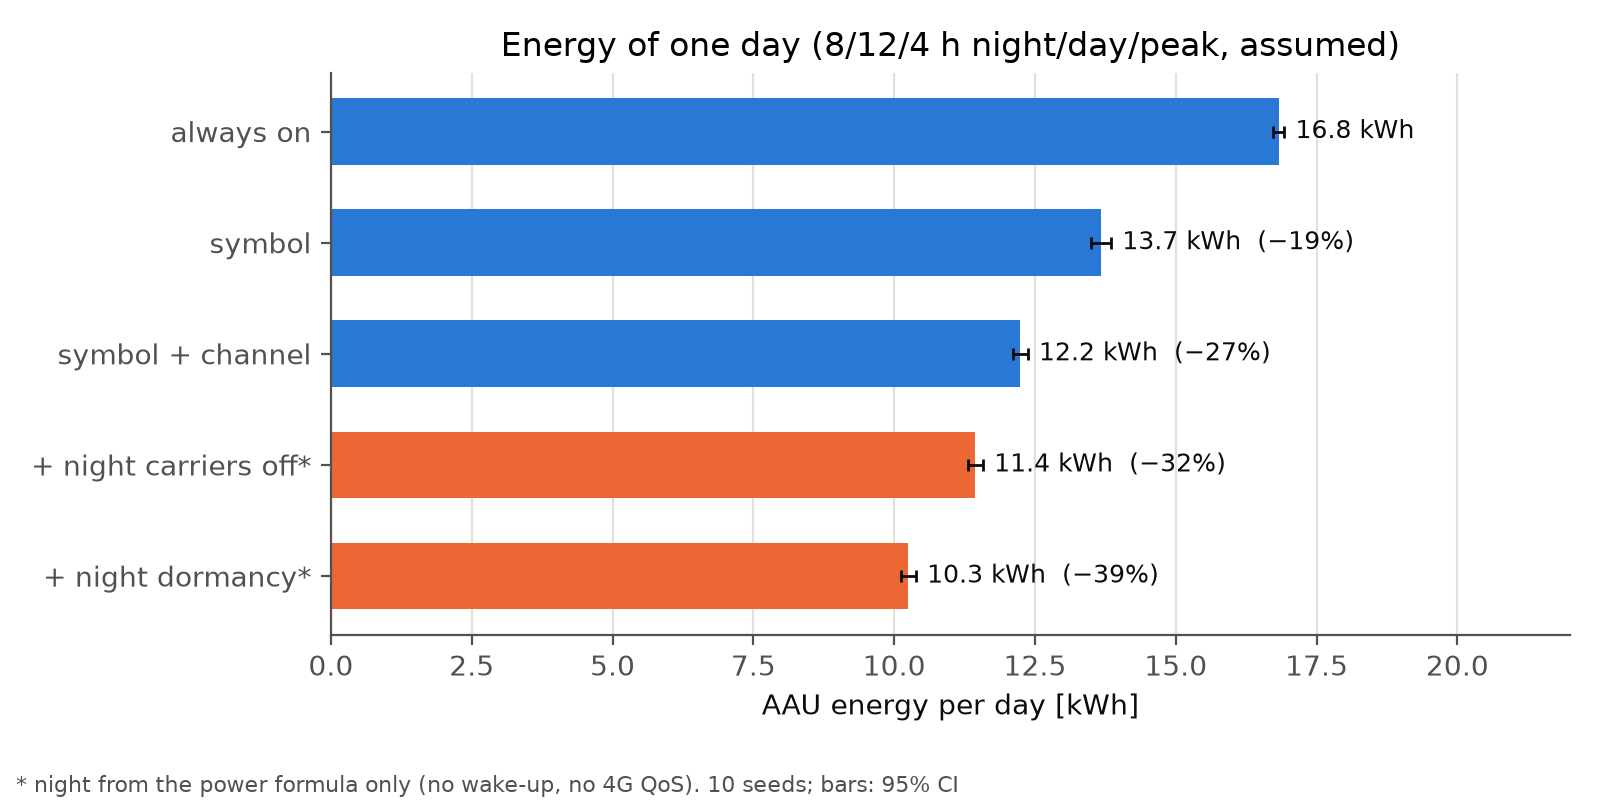 Energy of one day (8/12/4 h night/day/peak, assumed)
always on
16.8 kWh
symbol
13.7 kWh (−19%)
symbol + channel
12.2 kWh (−27%)
+ night carriers off*
11.4 kWh (−32%)
+ night dormancy*
10.3 kWh (−39%)
0.0 2.5 5.0 7.5 10.0 12.5 15.0 17.5 20.0
AAU energy per day [kWh]
* night from the power formula only (no wake-up, no 4G QoS). 10 seeds; bars: 95% CI